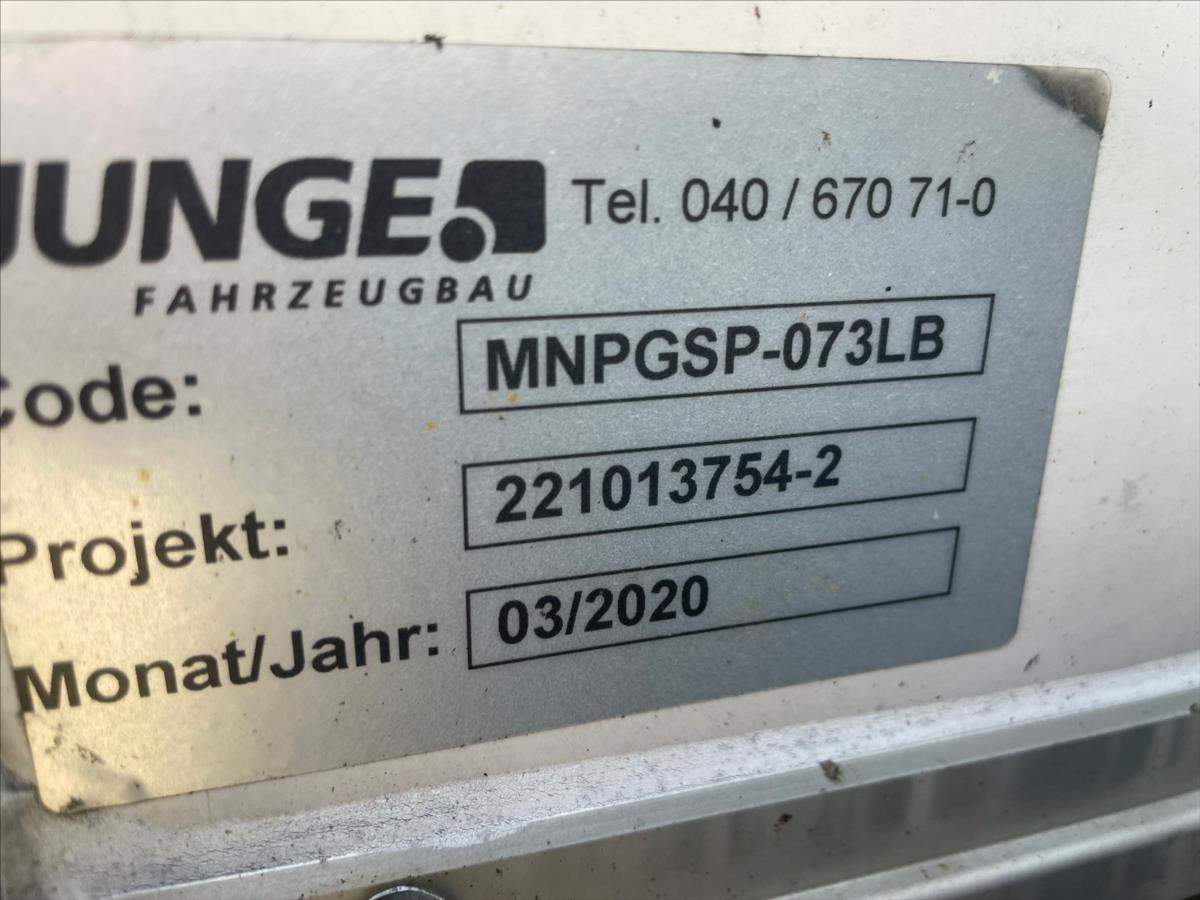 JUNGE
FAHRZEUGBAU
Tel. 040 / 670 71-0
Code: MNPGSP-073LB
Projekt: 221013754-2
Monat/Jahr: 03/2020